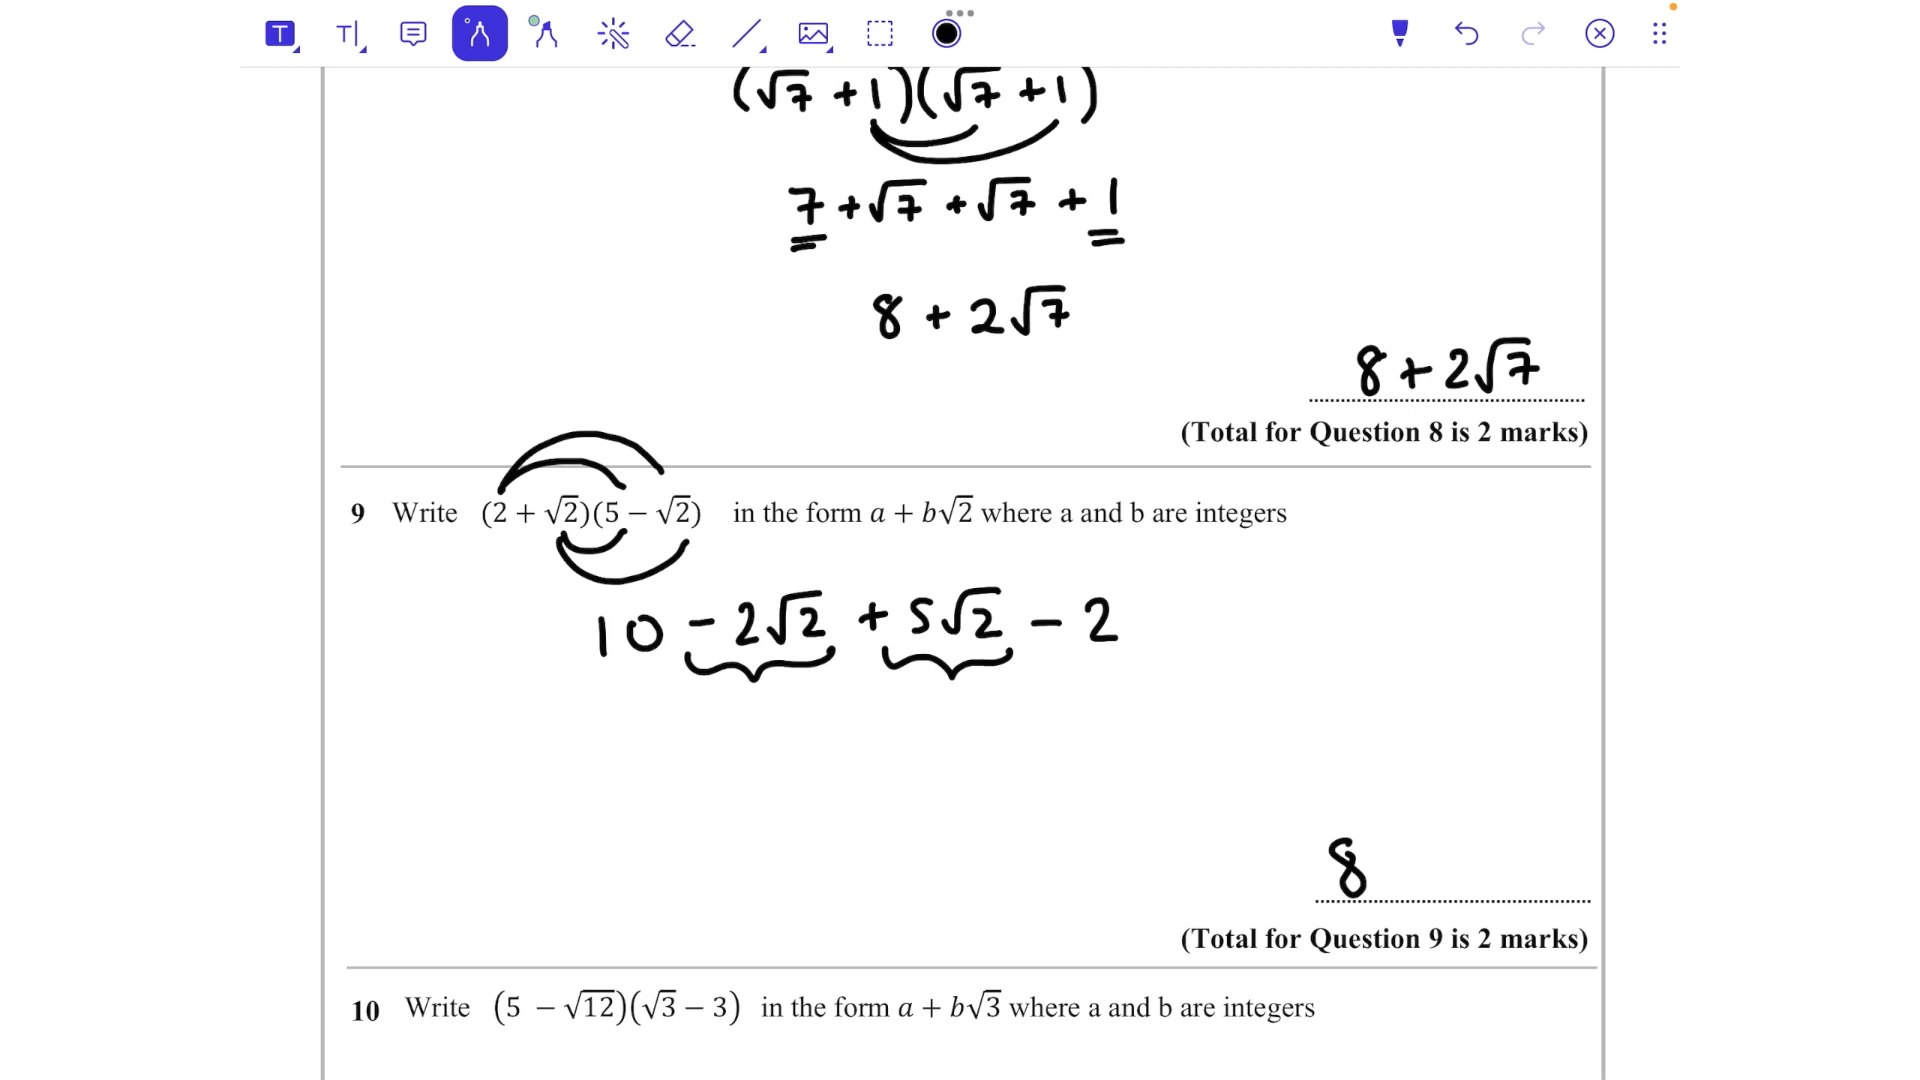 T T|
(√7 + 1)(√7 + 1)
7 + √7 + √7 + 1
8 + 2√7
8 + 2√7
(Total for Question 8 is 2 marks)
9 Write (2 + √2)(5 − √2) in the form a + b√2 where a and b are integers
10 − 2√2 + 5√2 − 2
8
(Total for Question 9 is 2 marks)
10 Write (5 − √12)(√3 − 3) in the form a + b√3 where a and b are integers